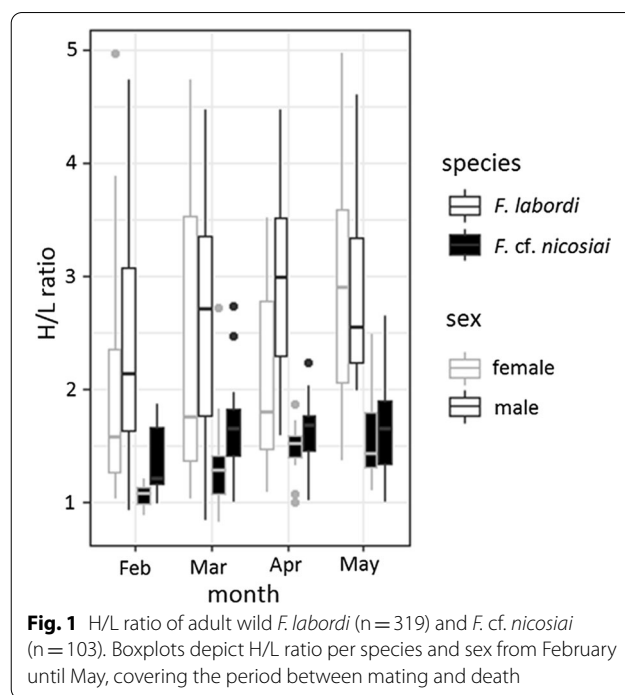 5
4
3
2
1
H/L ratio
Feb Mar Apr May
month
species
F. labordi
F. cf. nicosiai
sex
female
male
Fig. 1 H/L ratio of adult wild F. labordi (n = 319) and F. cf. nicosiai
(n = 103). Boxplots depict H/L ratio per species and sex from February
until May, covering the period between mating and death